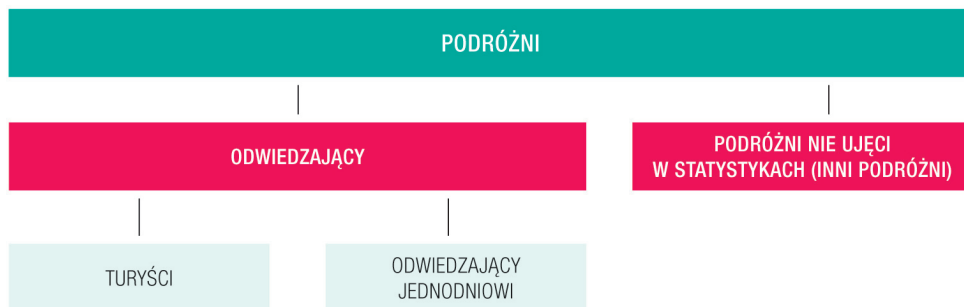 PODRÓŻNI
ODWIEDZAJĄCY
PODRÓŻNI NIE UJĘCI
W STATYSTYKACH (INNI PODRÓŻNI)
TURYŚCI
ODWIEDZAJĄCY
JEDNODNIOWI